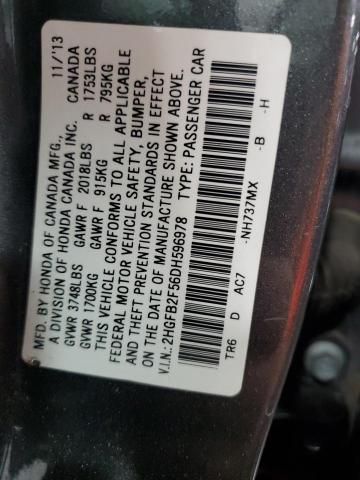 MFD. BY HONDA OF CANADA MFG., 11/13
A DIVISION OF HONDA CANADA INC. CANADA
GVWR 3748LBS GAWR F 2018LBS R 1753LBS
GVWR 1700KG GAWR F 915KG R 795KG
THIS VEHICLE CONFORMS TO ALL APPLICABLE
FEDERAL MOTOR VEHICLE SAFETY, BUMPER,
AND THEFT PREVENTION STANDARDS IN EFFECT
ON THE DATE OF MANUFACTURE SHOWN ABOVE.
V.I.N.: 2HGFB2F56DH596978 TYPE: PASSENGER CAR
TR6 D AC7 -NH737MX -B -H